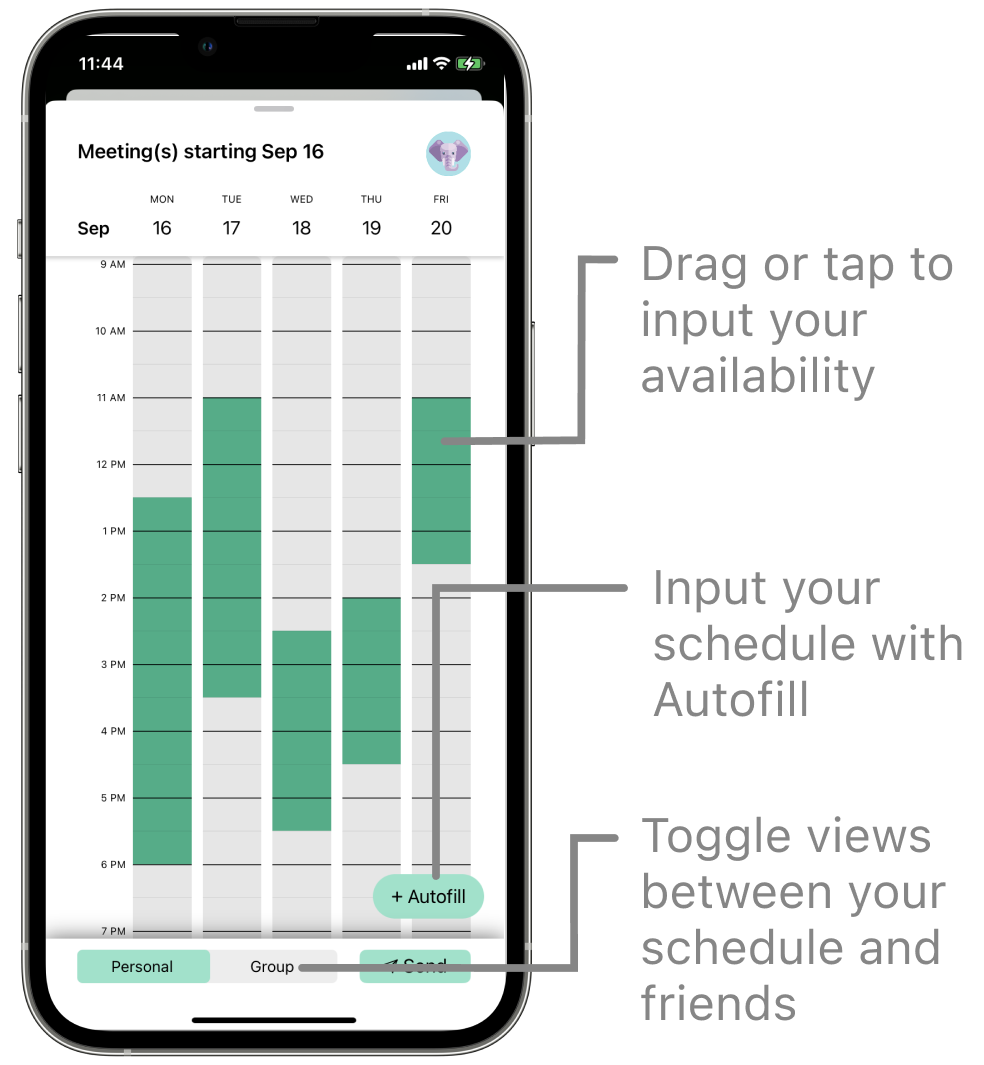 11:44
Meeting(s) starting Sep 16
MON TUE WED THU FRI
Sep 16 17 18 19 20
9 AM
10 AM
11 AM
12 PM
1 PM
2 PM
3 PM
4 PM
5 PM
6 PM
7 PM
+ Autofill
Personal Group Send
Drag or tap to
input your
availability
Input your
schedule with
Autofill
Toggle views
between your
schedule and
friends